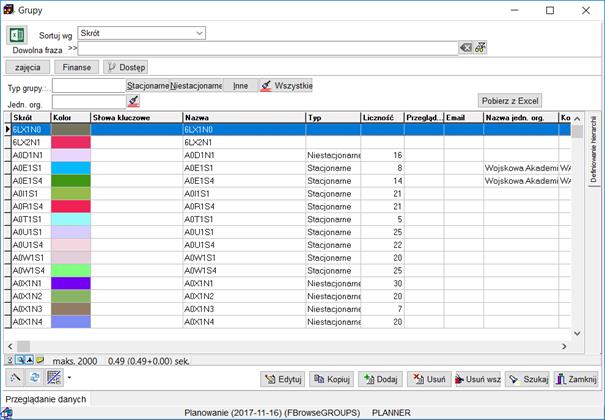 Grupy
Sortuj wg Skrót
Dowolna fraza >>
zajęcia Finanse Dostęp
Typ grupy.:... Stacjonarne Niestacjonarne Inne Wszystkie
Jedn. org. Pobierz z Excel
Skrót Kolor Słowa kluczowe Nazwa Typ Liczność Przegląd... Email Nazwa jedn. org. Ko
6LX1N0 6LX1N0
6LX2N1 6LX2N1
A0D1N1 A0D1N1 Niestacjonarne 16
A0E1S1 A0E1S1 Stacjonarne 8 Wojskowa Akademi WA
A0E1S4 A0E1S4 Stacjonarne 14 Wojskowa Akademi WA
A0I1S1 A0I1S1 Stacjonarne 21
A0R1S4 A0R1S4 Stacjonarne 21
A0T1S1 A0T1S1 Stacjonarne 5
A0U1S1 A0U1S1 Stacjonarne 25
A0U1S4 A0U1S4 Stacjonarne 22
A0W1S1 A0W1S1 Stacjonarne 20
A0W1S4 A0W1S4 Stacjonarne 25
A0X1N1 A0X1N1 Niestacjonarne 30
A0X1N2 A0X1N2 Niestacjonarne 20
A0X1N3 A0X1N3 Niestacjonarne 7
A0X1N4 A0X1N4 Niestacjonarne 20
Definiowanie hierarchii
maks. 2000 0.49 (0.49+0.00) sek.
Edytuj Kopiuj Dodaj Usuń Usuń wsz Szukaj Zamknij
Przeglądanie danych
Planowanie (2017-11-16) (FBrowseGROUPS) PLANNER